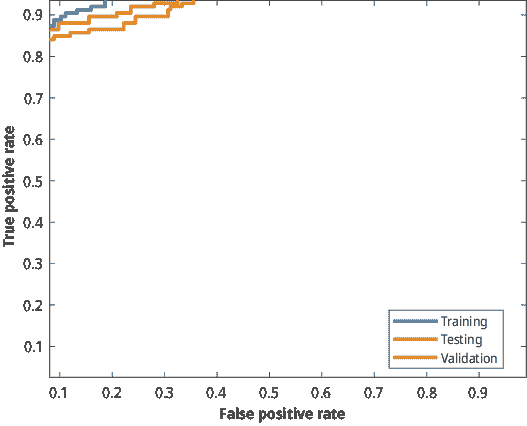 0.9
0.8
0.7
0.6
0.5
0.4
0.3
0.2
0.1
True positive rate
Training
Testing
Validation
0.1 0.2 0.3 0.4 0.5 0.6 0.7 0.8 0.9
False positive rate